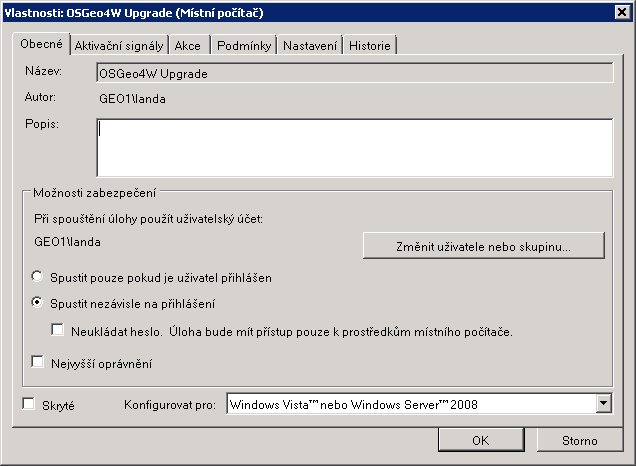 Vlastnosti: OSGeo4W Upgrade (Místní počítač)
Obecné Aktivační signály Akce Podmínky Nastavení Historie
Název: OSGeo4W Upgrade
Autor: GEO1\landa
Popis:
Možnosti zabezpečení
Při spouštění úlohy použít uživatelský účet:
GEO1\landa
Změnit uživatele nebo skupinu...
Spustit pouze pokud je uživatel přihlášen
Spustit nezávisle na přihlášení
Neukládat heslo. Úloha bude mít přístup pouze k prostředkům místního počítače.
Nejvyšší oprávnění
Skryté Konfigurovat pro: Windows Vista™ nebo Windows Server™ 2008
OK Storno